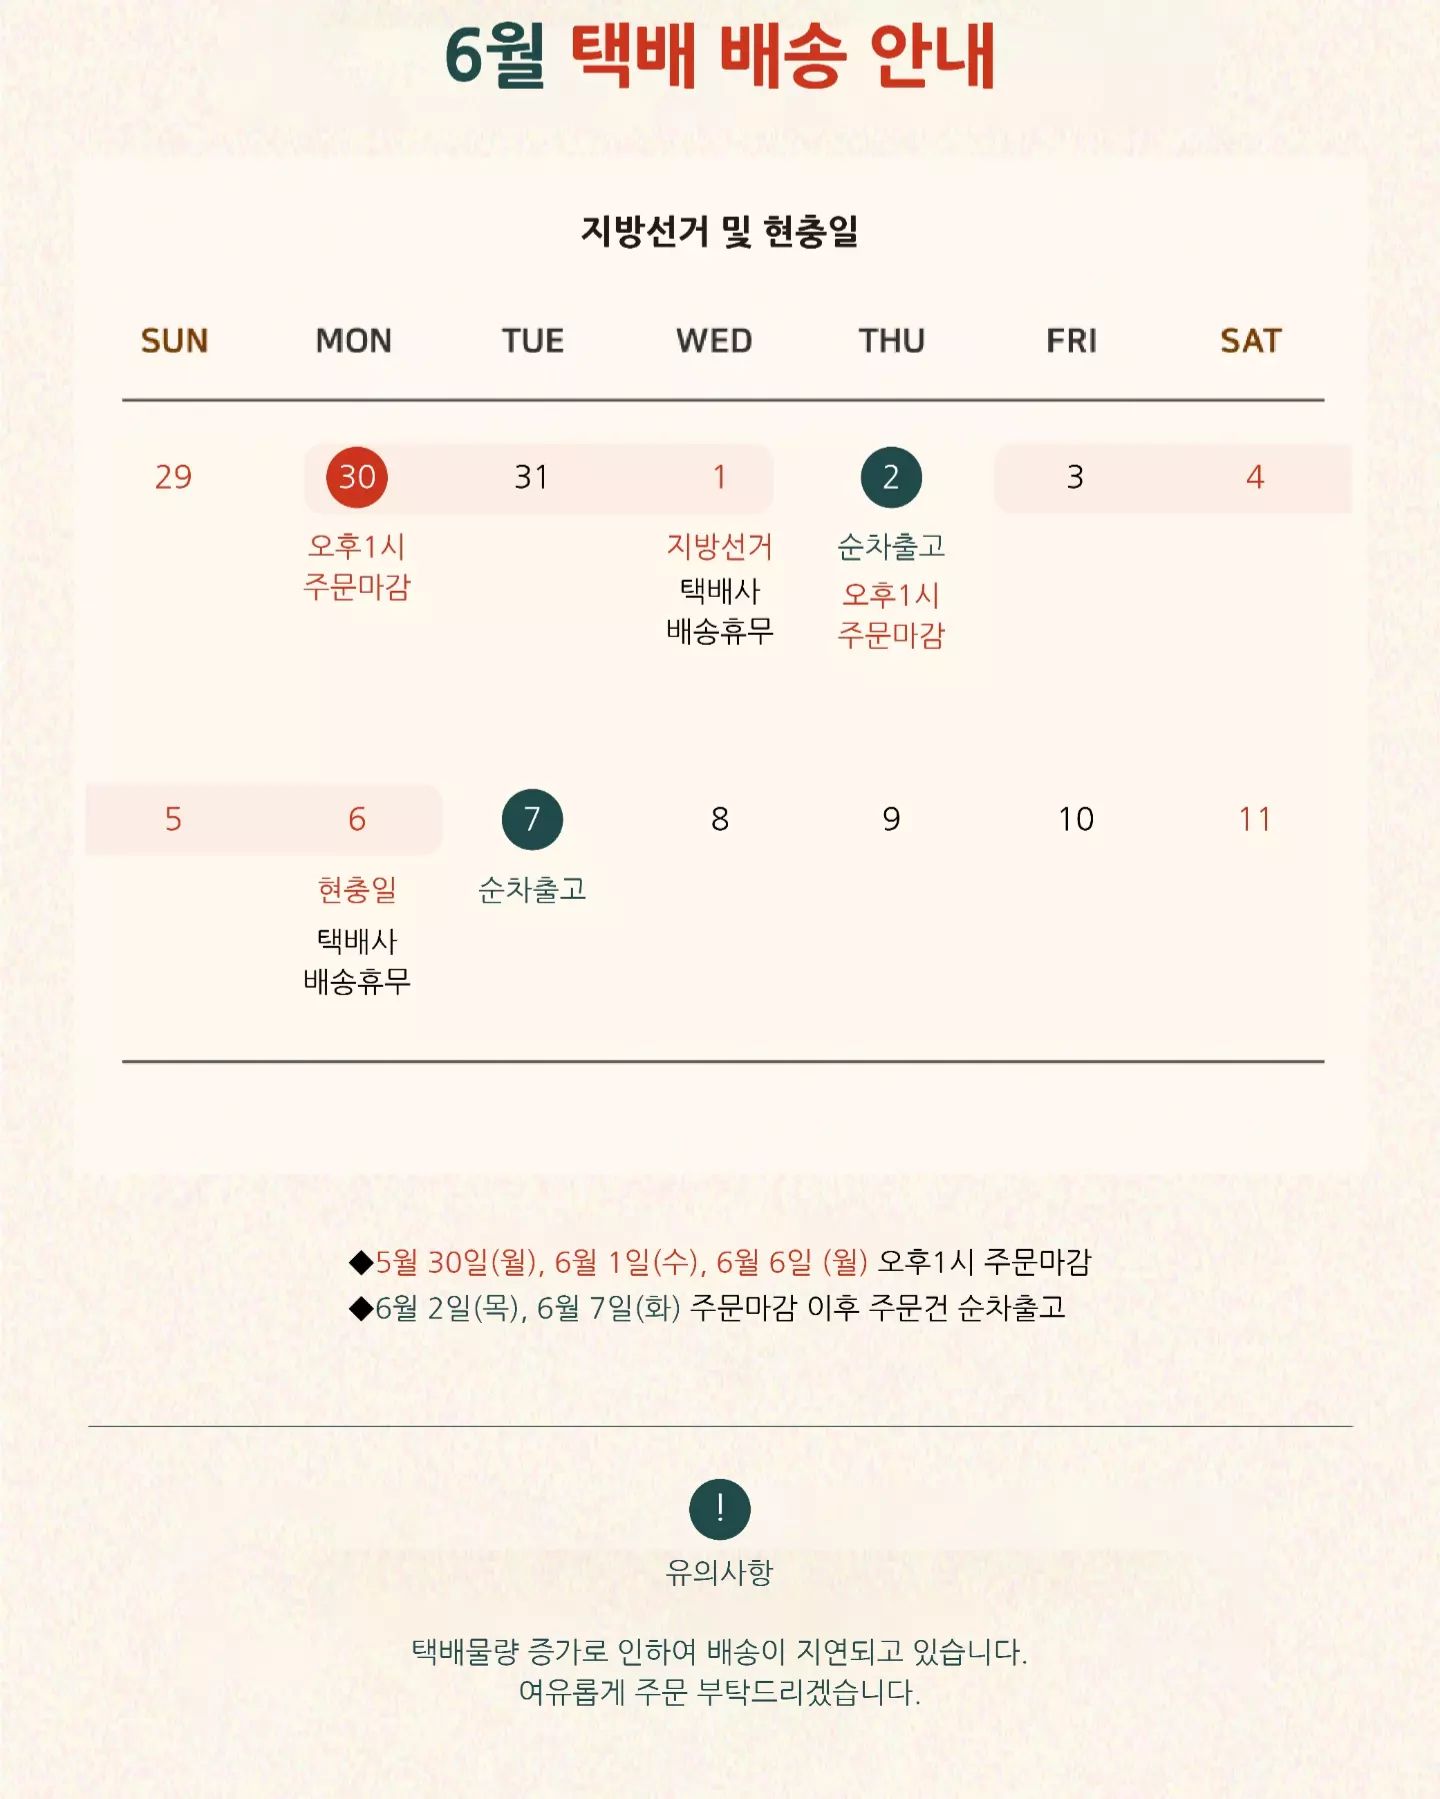 6월 택배 배송 안내
지방선거 및 현충일
SUN MON TUE WED THU FRI SAT
29 30 31 1 2 3 4
오후1시
주문마감
지방선거
택배사
배송휴무
순차출고
오후1시
주문마감
5 6 7 8 9 10 11
현충일
택배사
배송휴무
순차출고
◆5월 30일(월), 6월 1일(수), 6월 6일 (월) 오후1시 주문마감
◆6월 2일(목), 6월 7일(화) 주문마감 이후 주문건 순차출고
!
유의사항
택배물량 증가로 인하여 배송이 지연되고 있습니다.
여유롭게 주문 부탁드리겠습니다.